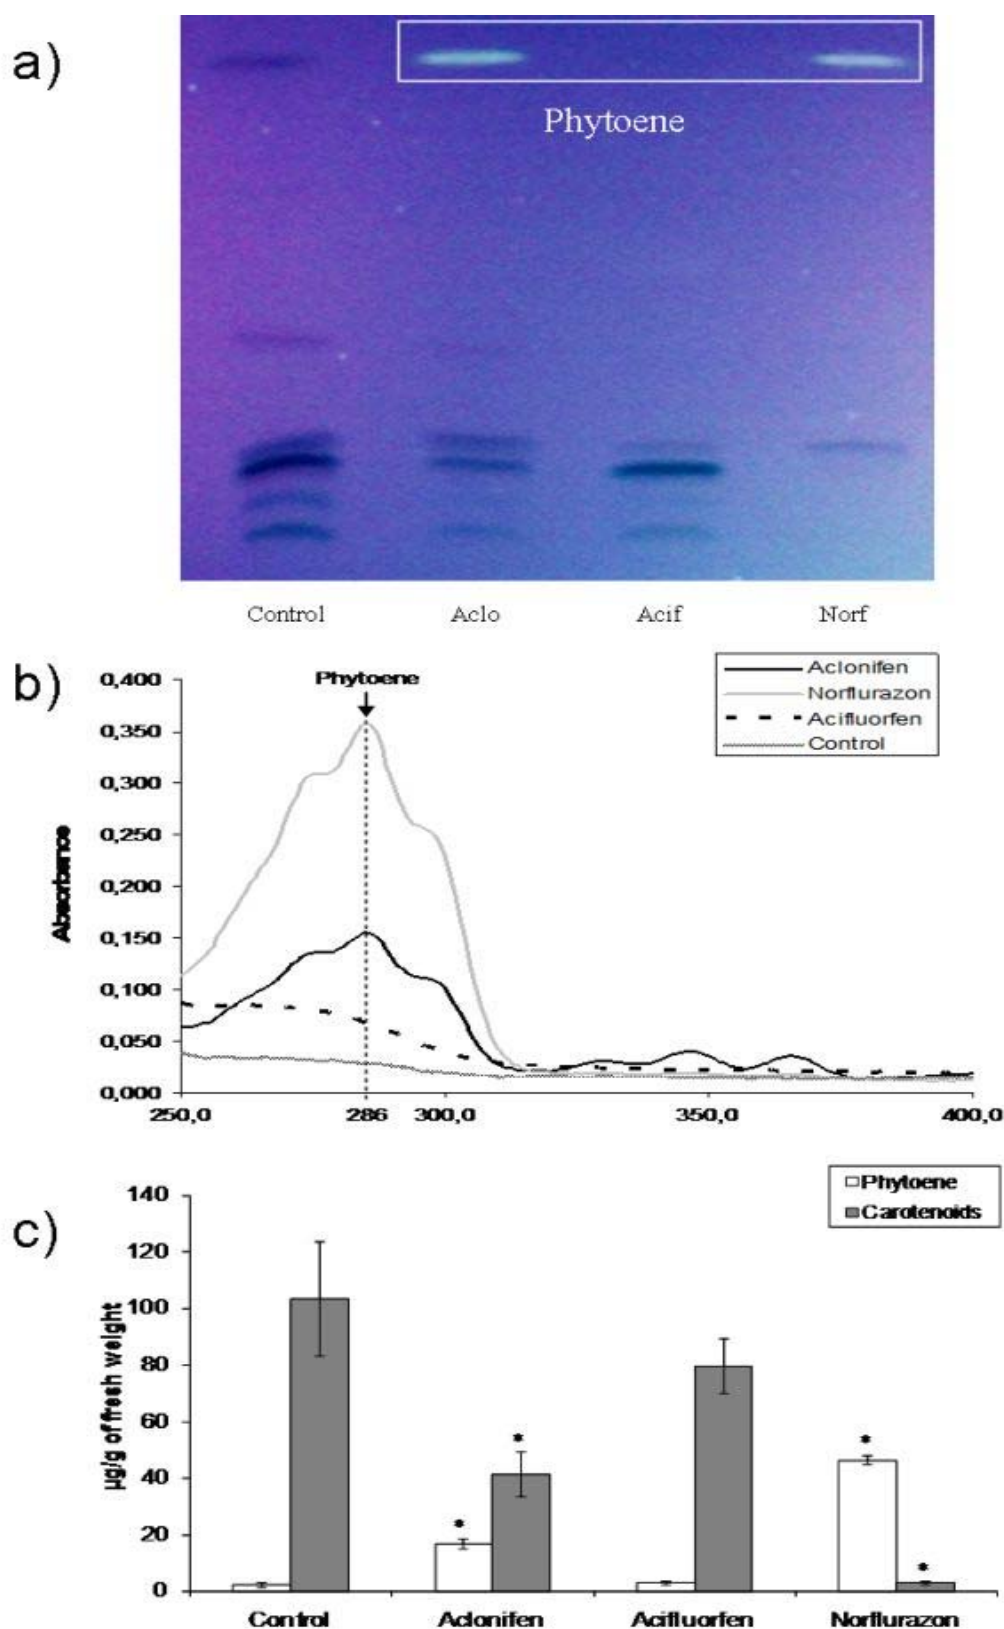 a)
Phytoene
Control Aclo Acif Norf
b)
Phytoene
Aclonifen
Norflurazon
Acifluorfen
Control
0,400
0,350
0,300
0,250
0,200
0,150
0,100
0,050
0,000
Absorbence
250,0 286 300,0 350,0 400,0
c)
Phytoene
Carotenoids
140
120
100
80
60
40
20
0
µg/g of fresh weight
* * * *
Control Aclonifen Acifluorfen Norflurazon